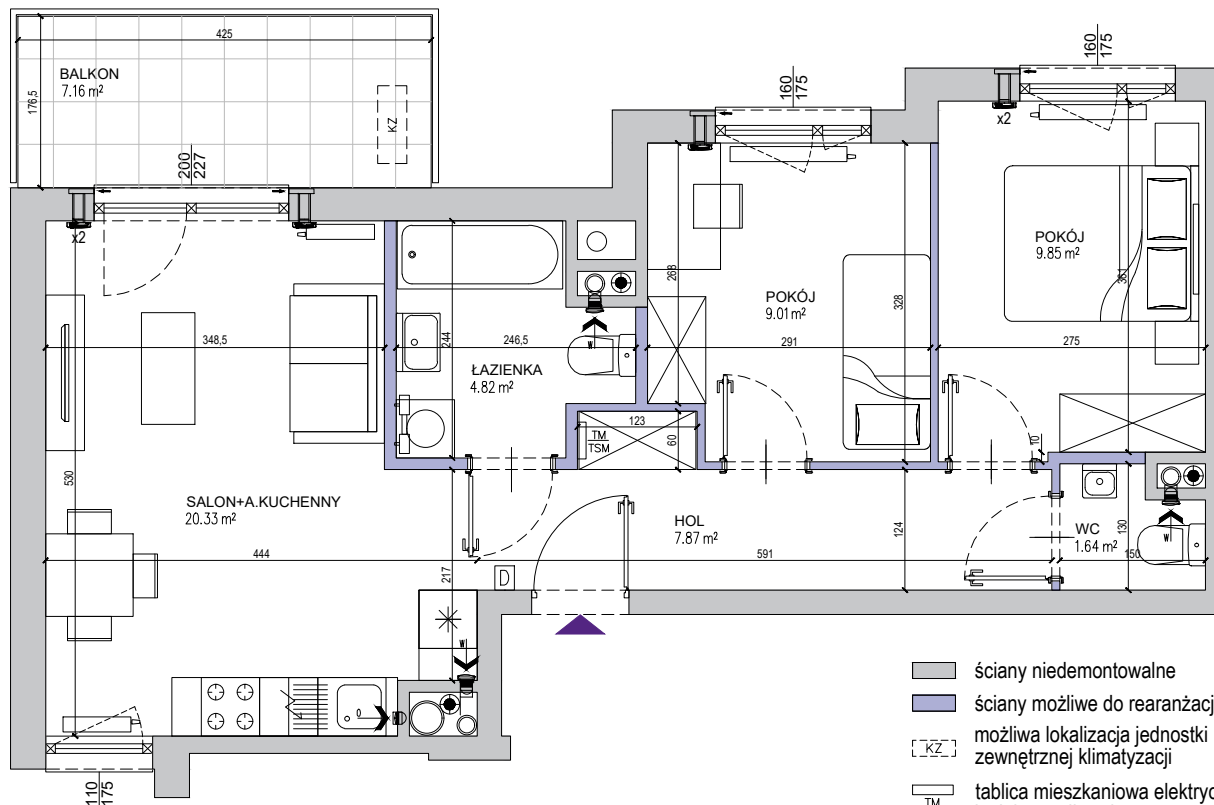 425
BALKON
7.16 m²
176,5
KZ
200
227
160
175
160
175
x2
x2
POKÓJ
9.85 m²
361
275
POKÓJ
9.01 m²
268
328
291
348,5
244
246,5
ŁAZIENKA
4.82 m²
W
123
60
TM
TSM
10
530
SALON+A.KUCHENNY
20.33 m²
444
217
D
HOL
7.87 m²
591
124
WC
1.64 m²
130
150
W
W
W
110
175
ściany niedemontowalne
ściany możliwe do rearanżacj
KZ
możliwa lokalizacja jednostki
zewnętrznej klimatyzacji
tablica mieszkaniowa elektryc
TM